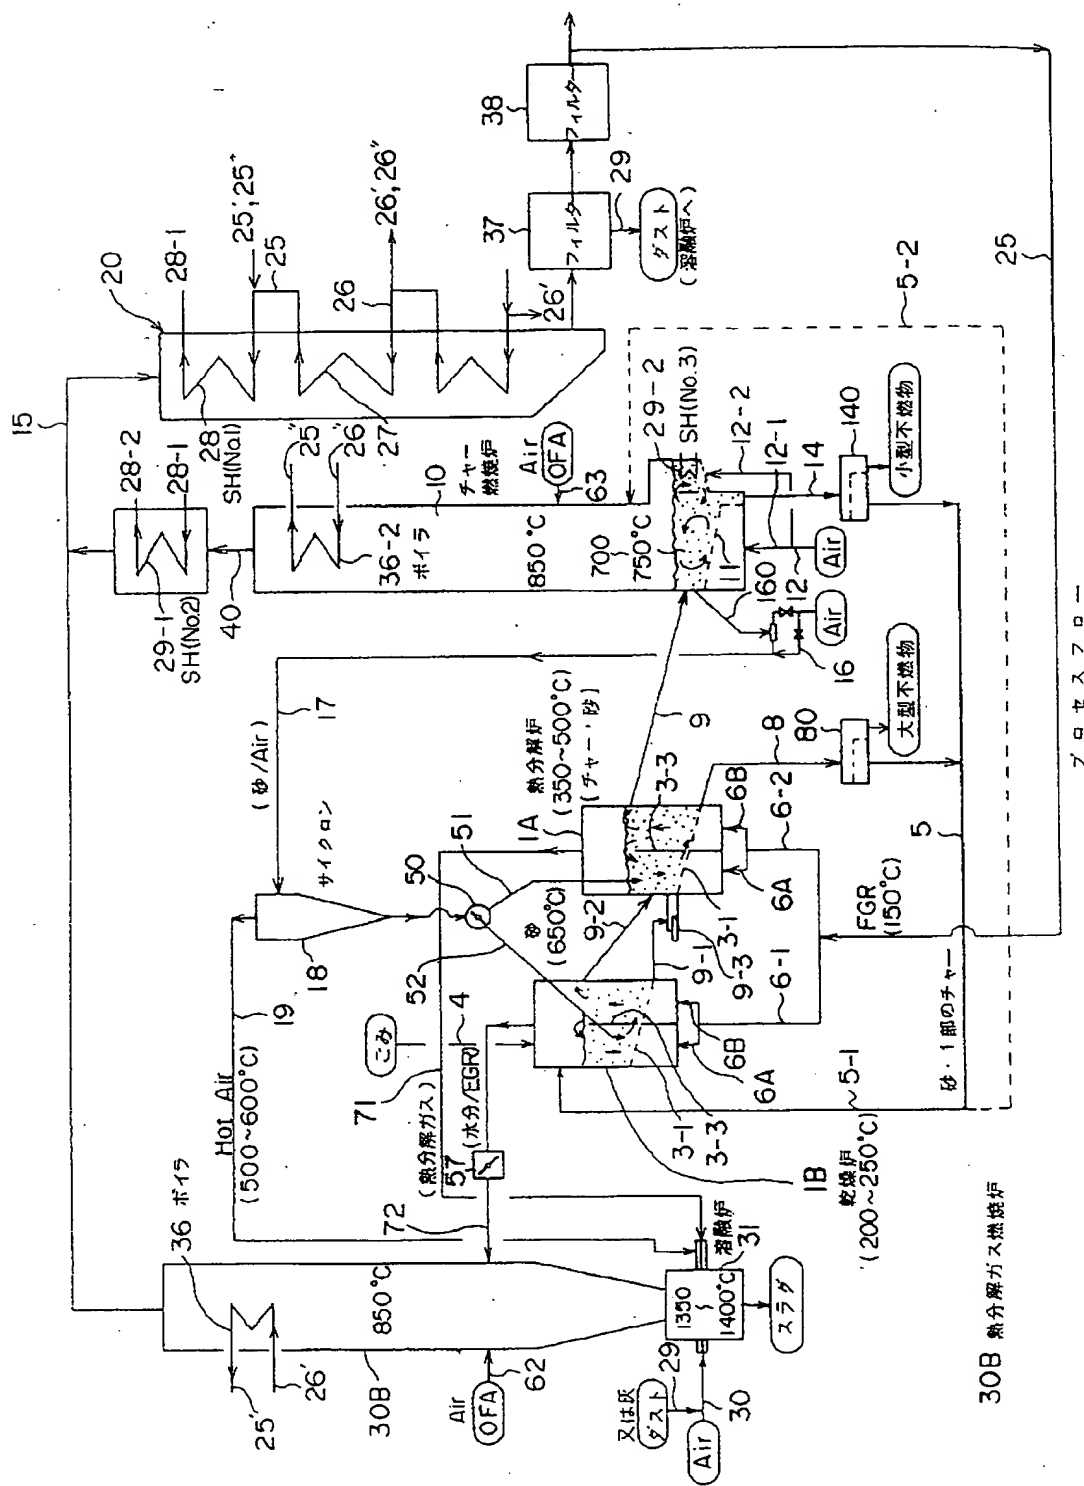 15
28-2
28-1
29-1
SH(No.2)
40
20
28-1
28
SH(No.1)
25', 25"
25
27
26
26', 26"
26'
37
フィルター
38
フィルター
29
ダスト
(溶融炉へ)
25"
26"
10
チャー
燃焼炉
36-2
ボイラ
Air
OFA
63
850℃
700
750℃
29-2
SH(No.3)
11
12-2
12-1
12
Air
14
140
小型不燃物
5-2
25
160
Air
16
17
(砂/Air)
サイクロン
18
19
Hot Air
(500~600℃)
50
51
52
砂
(650℃)
熱分解炉
(350~500℃)
[チャー・砂]
1A
9
3-3
3-1
6B
6A
6-2
8
80
大型不燃物
9-2
9-1
9-3
6-1
FGR
(150℃)
5
砂・1部のチャー
5-1
ごみ
4
71
(熱分解ガス)
(水分/EGR)
57
72
6B
6A
3-1
3-3
1B
乾燥炉
(200~250℃)
36 ボイラ
850℃
25'
26'
30B
Air
OFA
62
溶融炉
31
1350
~
1400℃
スラグ
又は灰
ダスト
29
30
Air
30B 熱分解ガス燃焼炉
プロセスフロー